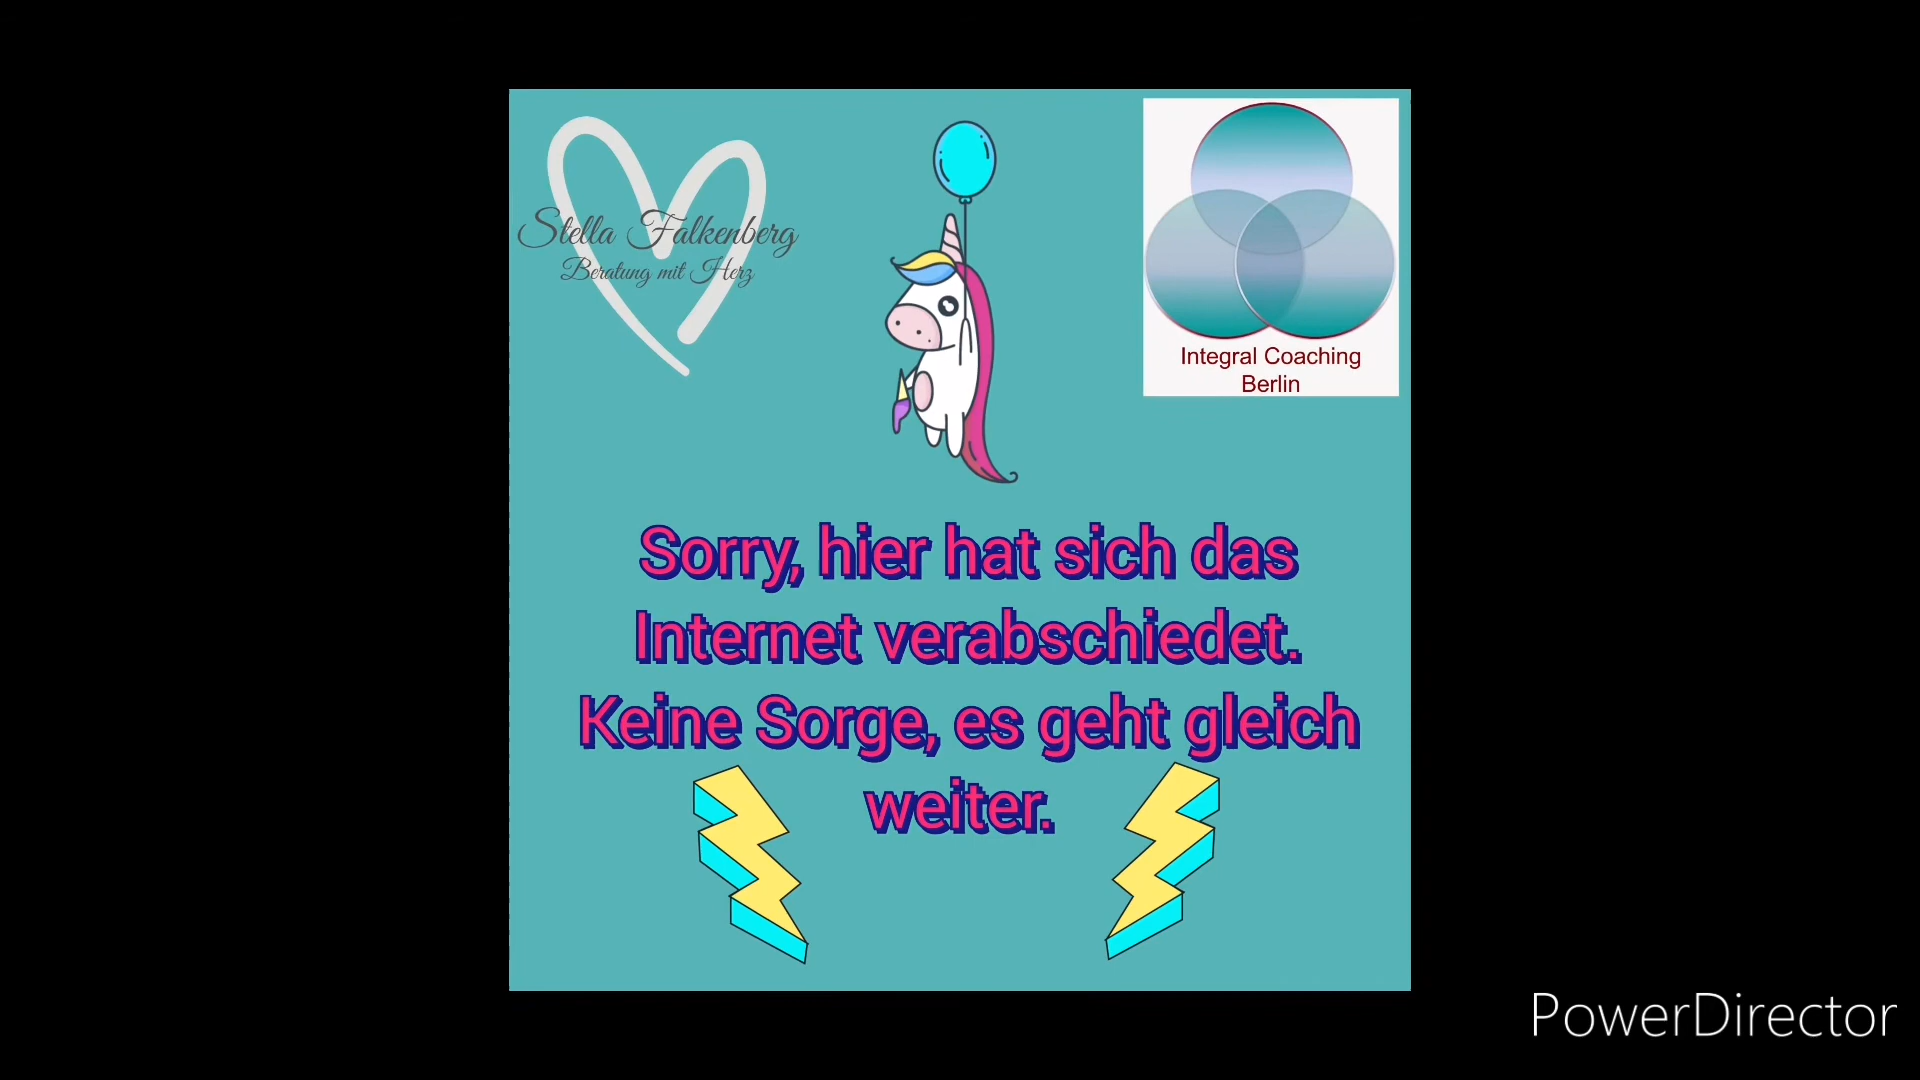 Stella Falkenberg
Beratung mit Herz
Integral Coaching
Berlin
Sorry, hier hat sich das
Internet verabschiedet.
Keine Sorge, es geht gleich
weiter.
PowerDirector